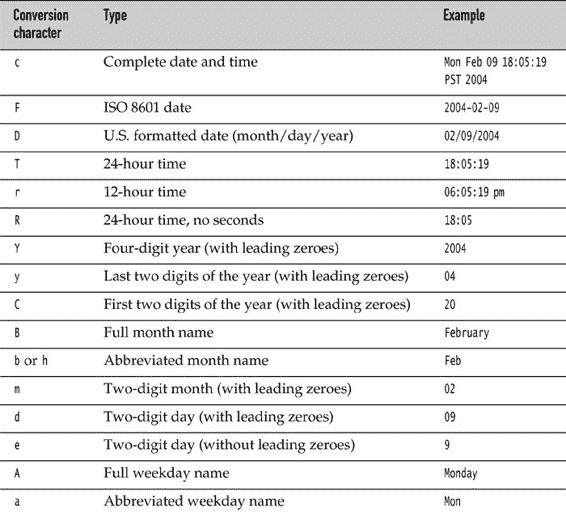 Conversion character Type Example
c Complete date and time Mon Feb 09 18:05:19
PST 2004
F ISO 8601 date 2004-02-09
D U.S. formatted date (month/day/year) 02/09/2004
T 24-hour time 18:05:19
r 12-hour time 06:05:19 pm
R 24-hour time, no seconds 18:05
Y Four-digit year (with leading zeroes) 2004
y Last two digits of the year (with leading zeroes) 04
C First two digits of the year (with leading zeroes) 20
B Full month name February
b or h Abbreviated month name Feb
m Two-digit month (with leading zeroes) 02
d Two-digit day (with leading zeroes) 09
e Two-digit day (without leading zeroes) 9
A Full weekday name Monday
a Abbreviated weekday name Mon